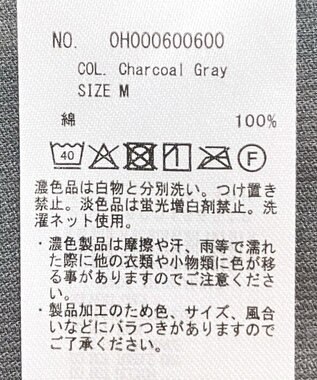 NO. 0H000600600
COL. Charcoal Gray
SIZE M
綿 100%
40 F
濃色品は白物と分別洗い。つけ置き
禁止。淡色品は蛍光増白剤禁止。洗
濯ネット使用。
・濃色製品は摩擦や汗、雨等で濡れ
た際に他の衣類や小物類に色が移
る事がありますのでご注意くださ
い。
・製品加工のため色、サイズ、風合
いなどにバラつきがありますので
ご了承ください。